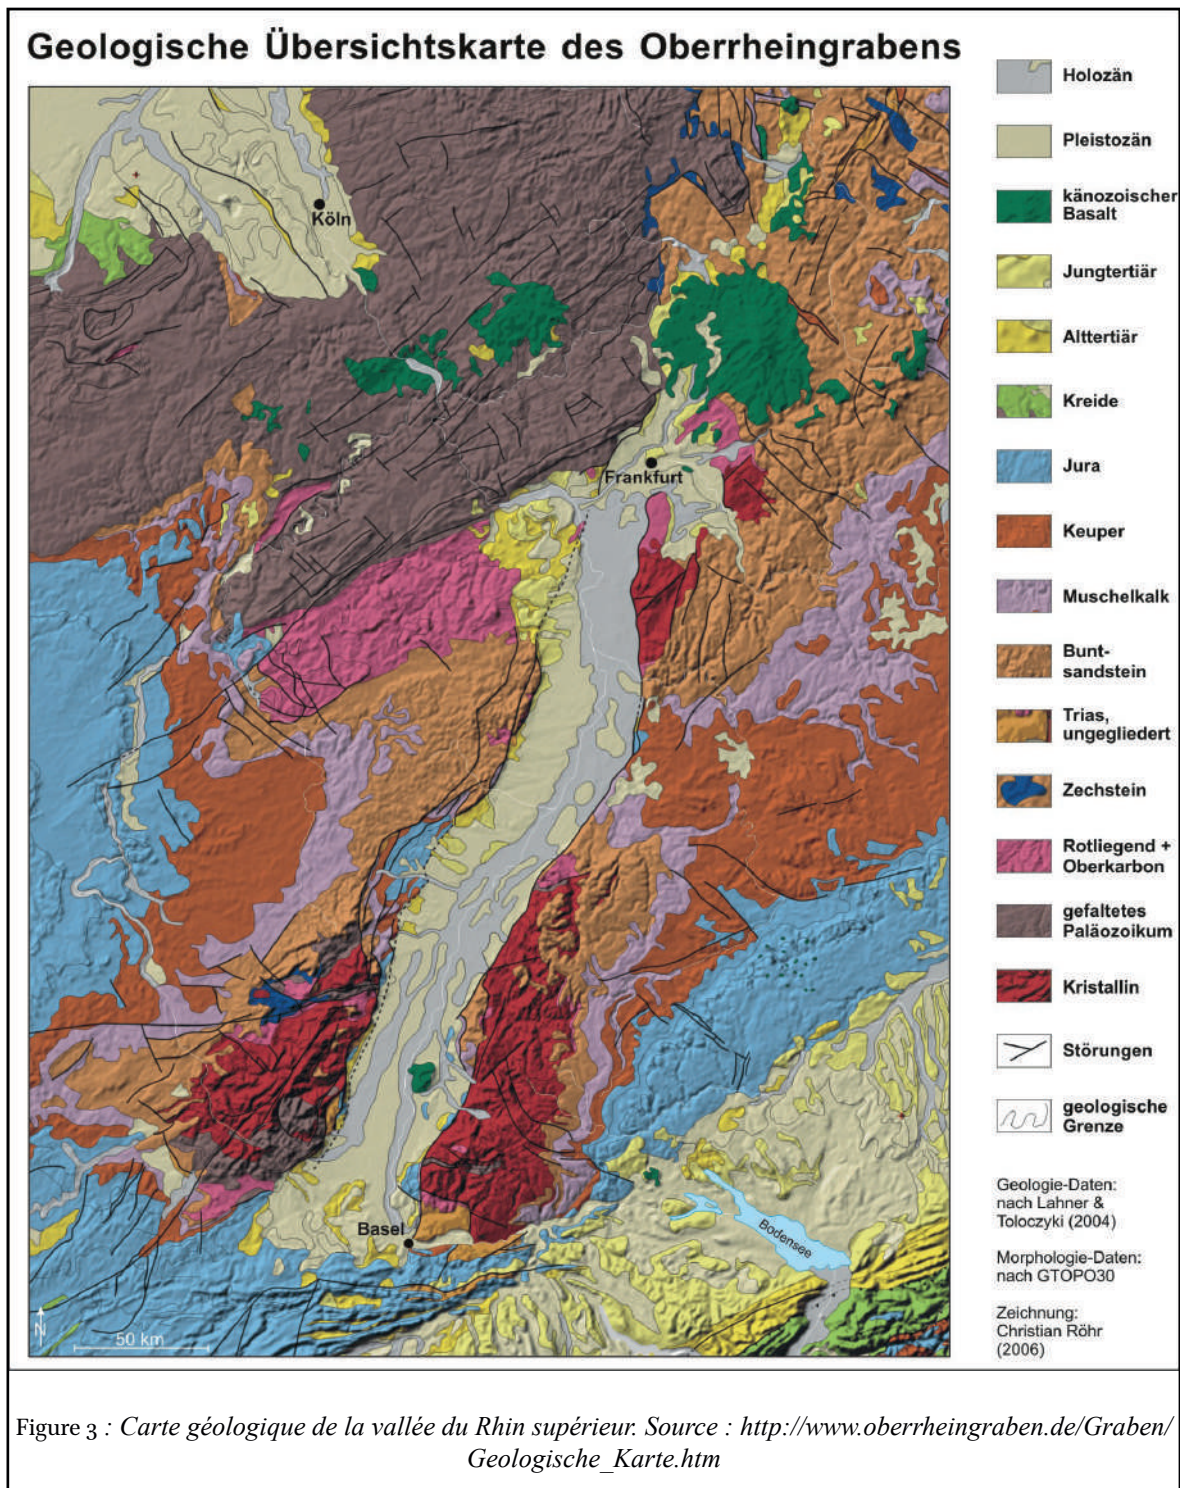 Geologische Übersichtskarte des Oberrheingrabens
Köln
Frankfurt
Basel
Bodensee
N
50 km
Holozän
Pleistozän
känozoischer
Basalt
Jungtertiär
Alttertiär
Kreide
Jura
Keuper
Muschelkalk
Bunt-
sandstein
Trias,
ungegliedert
Zechstein
Rotliegend +
Oberkarbon
gefaltetes
Paläozoikum
Kristallin
Störungen
geologische
Grenze
Geologie-Daten:
nach Lahner &
Toloczyki (2004)
Morphologie-Daten:
nach GTOPO30
Zeichnung:
Christian Röhr
(2006)
Figure 3 : Carte géologique de la vallée du Rhin supérieur. Source : http://www.oberrheingraben.de/Graben/
Geologische_Karte.htm